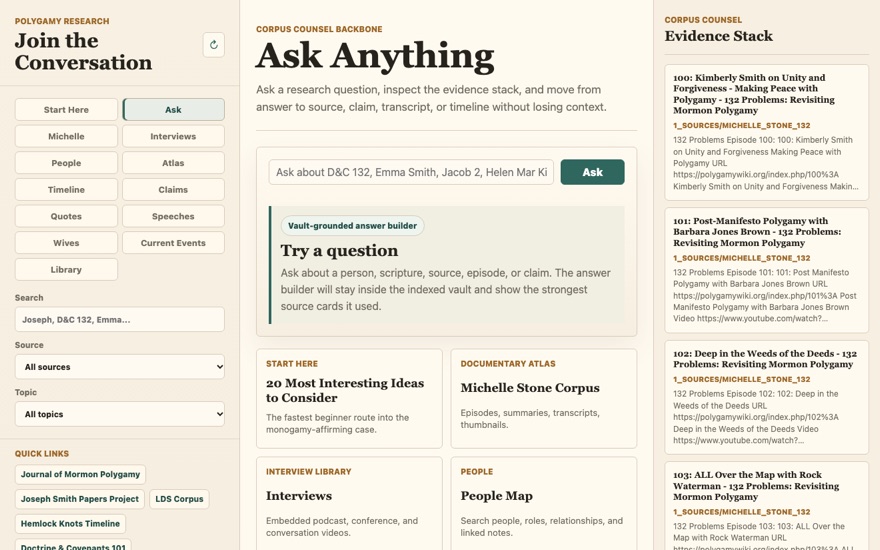 POLYGAMY RESEARCH
Join the
Conversation
Start Here
Ask
Michelle
Interviews
People
Atlas
Timeline
Claims
Quotes
Speeches
Wives
Current Events
Library
Search
Joseph, D&C 132, Emma...
Source
All sources
Topic
All topics
QUICK LINKS
Journal of Mormon Polygamy
Joseph Smith Papers Project
LDS Corpus
Hemlock Knots Timeline
Doctrine & Covenants 101
CORPUS COUNSEL BACKBONE
Ask Anything
Ask a research question, inspect the evidence stack, and move from
answer to source, claim, transcript, or timeline without losing context.
Ask about D&C 132, Emma Smith, Jacob 2, Helen Mar Ki
Ask
Vault-grounded answer builder
Try a question
Ask about a person, scripture, source, episode, or claim. The answer
builder will stay inside the indexed vault and show the strongest
source cards it used.
START HERE
20 Most Interesting Ideas
to Consider
The fastest beginner route into the
monogamy-affirming case.
DOCUMENTARY ATLAS
Michelle Stone Corpus
Episodes, summaries, transcripts,
thumbnails.
INTERVIEW LIBRARY
Interviews
Embedded podcast, conference, and
conversation videos.
PEOPLE
People Map
Search people, roles, relationships, and
linked notes.
CORPUS COUNSEL
Evidence Stack
100: Kimberly Smith on Unity and
Forgiveness - Making Peace with
Polygamy - 132 Problems: Revisiting
Mormon Polygamy
1_SOURCES/MICHELLE_STONE_132
132 Problems Episode 100: 100: Kimberly Smith
on Unity and Forgiveness Making Peace with
Polygamy URL
https://polygamywiki.org/index.php/100%3A
Kimberly Smith on Unity and Forgiveness Makin...
101: Post-Manifesto Polygamy with
Barbara Jones Brown - 132 Problems:
Revisiting Mormon Polygamy
1_SOURCES/MICHELLE_STONE_132
132 Problems Episode 101: 101: Post Manifesto
Polygamy with Barbara Jones Brown URL
https://polygamywiki.org/index.php/101%3A Post
Manifesto Polygamy with Barbara Jones Brown
Video https://www.youtube.com/watch?...
102: Deep in the Weeds of the Deeds - 132
Problems: Revisiting Mormon Polygamy
1_SOURCES/MICHELLE_STONE_132
132 Problems Episode 102: 102: Deep in the
Weeds of the Deeds URL
https://polygamywiki.org/index.php/102%3A
Deep in the Weeds of the Deeds Video
https://www.youtube.com/watch?...
103: ALL Over the Map with Rock
Waterman - 132 Problems: Revisiting
Mormon Polygamy
1_SOURCES/MICHELLE_STONE_132
132 Problems Episode 103: 103: ALL Over the
Map with Rock Waterman URL
https://polygamywiki.org/index.php/103%3A ALL